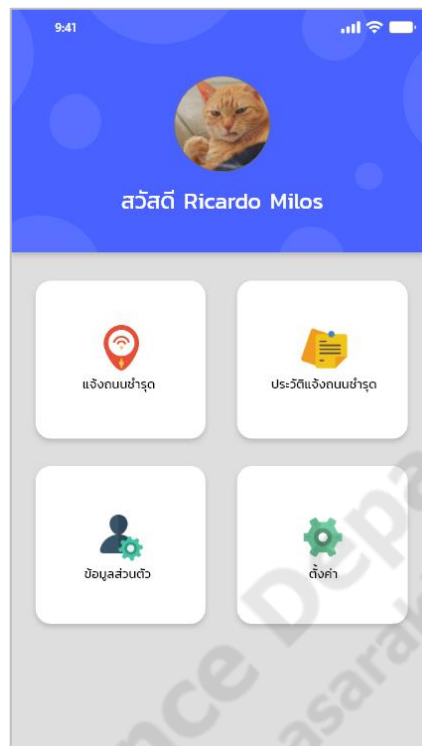 9:41
สวัสดี Ricardo Milos
แจ้งถนนชำรุด
ประวัติแจ้งถนนชำรุด
ข้อมูลส่วนตัว
ตั้งค่า